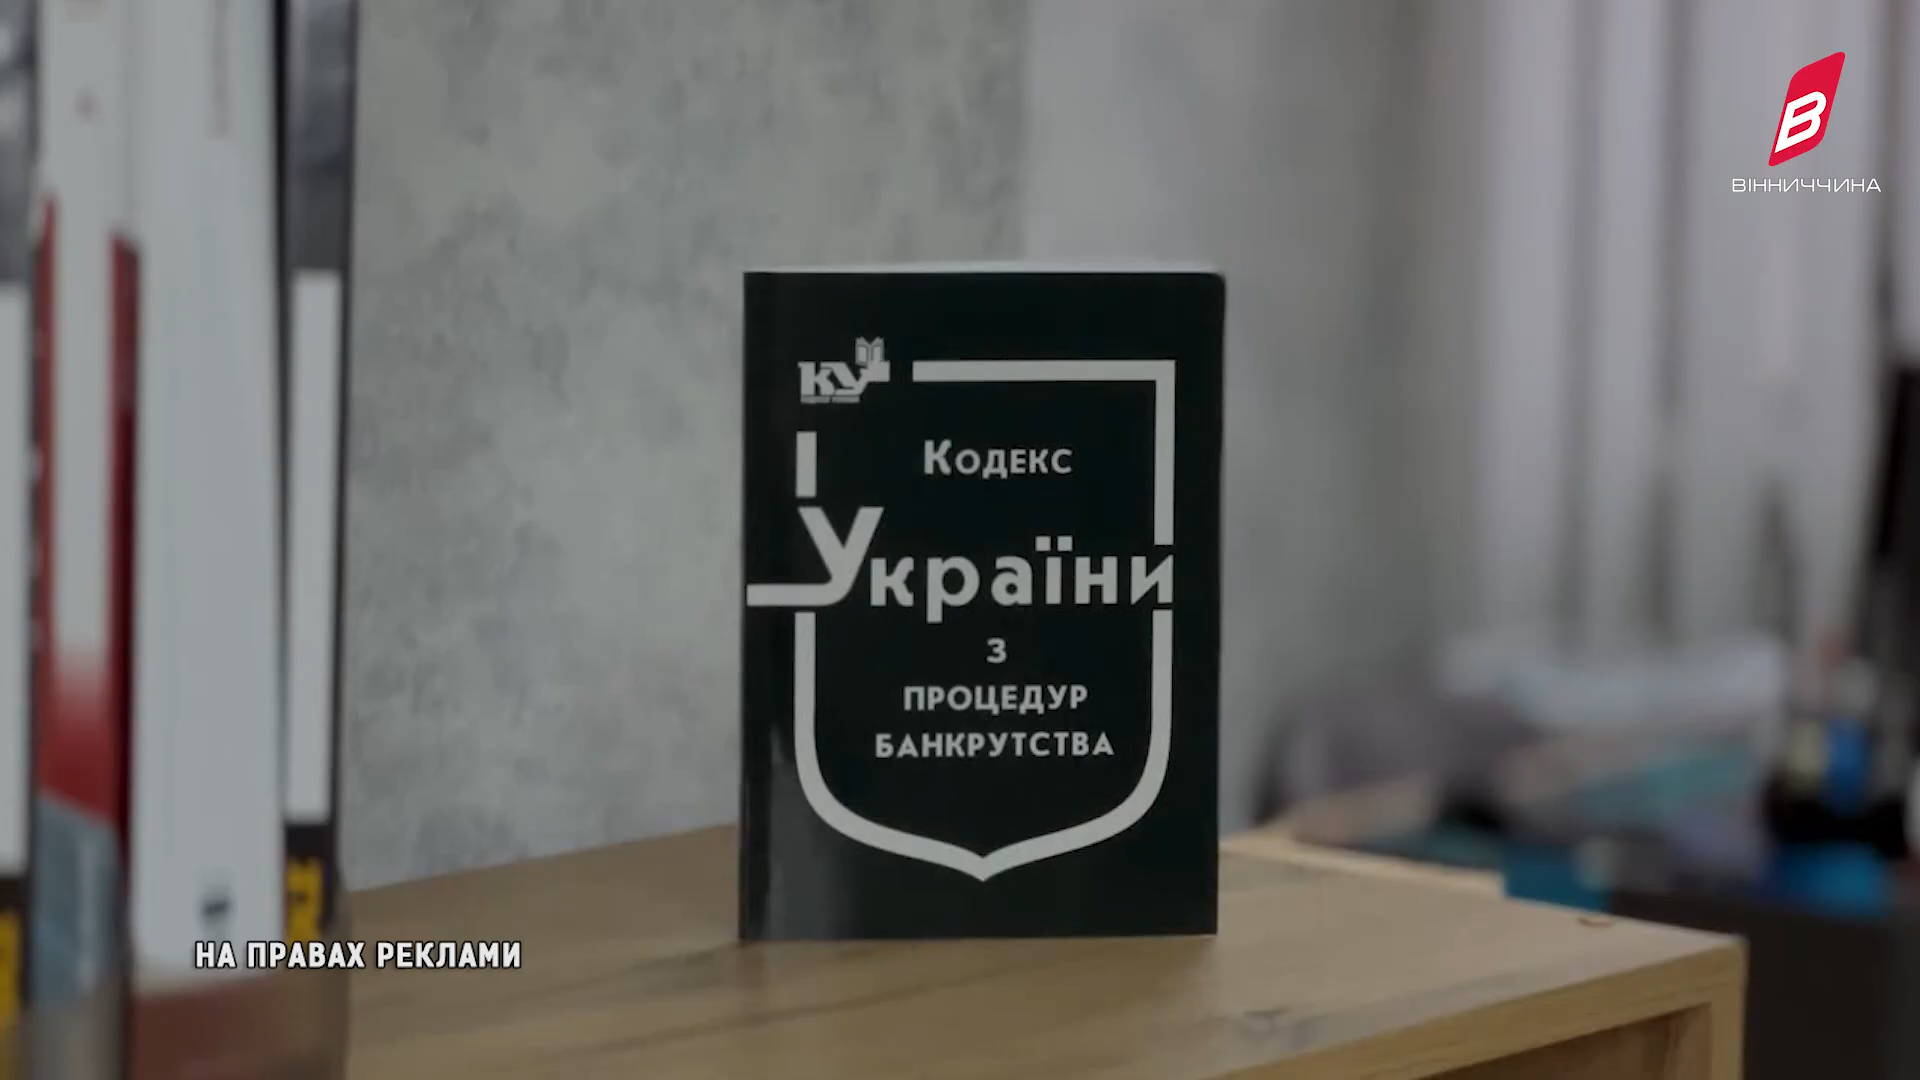 В
ВІННИЧЧИНА
КУ
Кодекс
України
з
процедур
банкрутства
НА ПРАВАХ РЕКЛАМИ